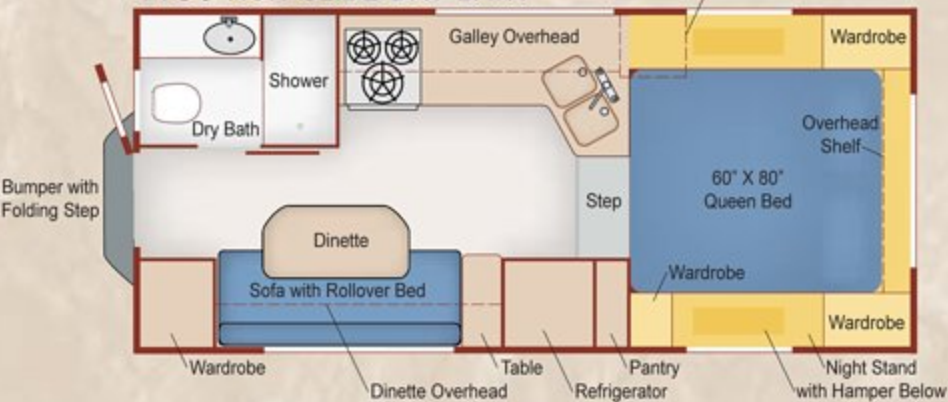 Galley Overhead
Wardrobe
Shower
Dry Bath
Overhead
Shelf
60" X 80"
Queen Bed
Bumper with
Folding Step
Step
Dinette
Wardrobe
Sofa with Rollover Bed
Wardrobe
Wardrobe
Table
Pantry
Night Stand
Dinette Overhead
Refrigerator
with Hamper Below